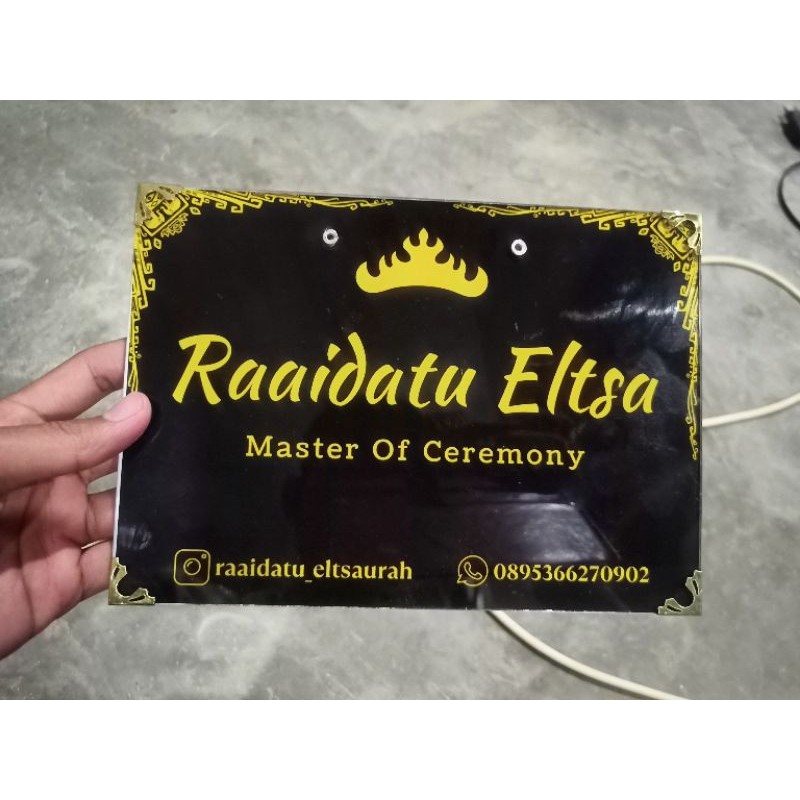 Raaidatu Eltsa
Master Of Ceremony
raaidatu_eltsaurah 0895366270902